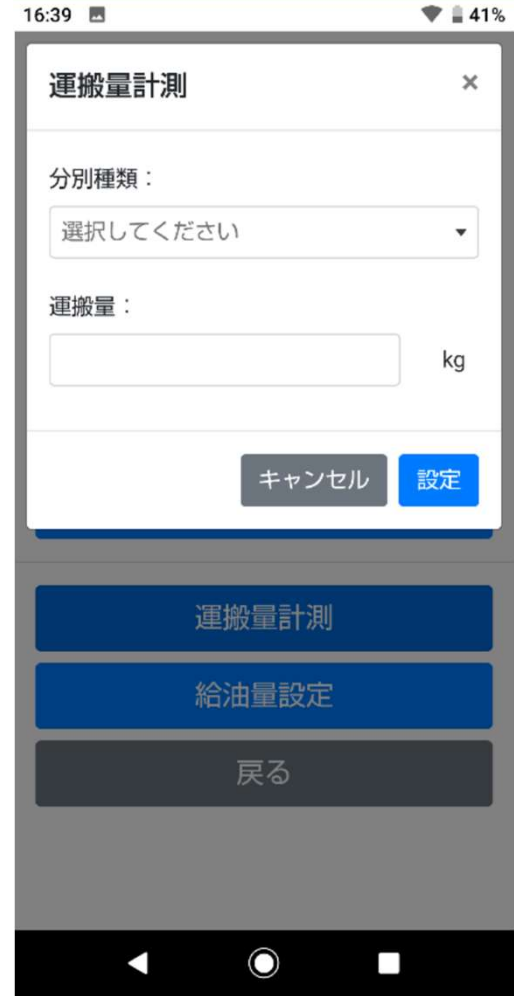 16:39 41%
運搬量計測 ×
分別種類：
選択してください
運搬量：
kg
キャンセル 設定
運搬量計測
給油量設定
戻る